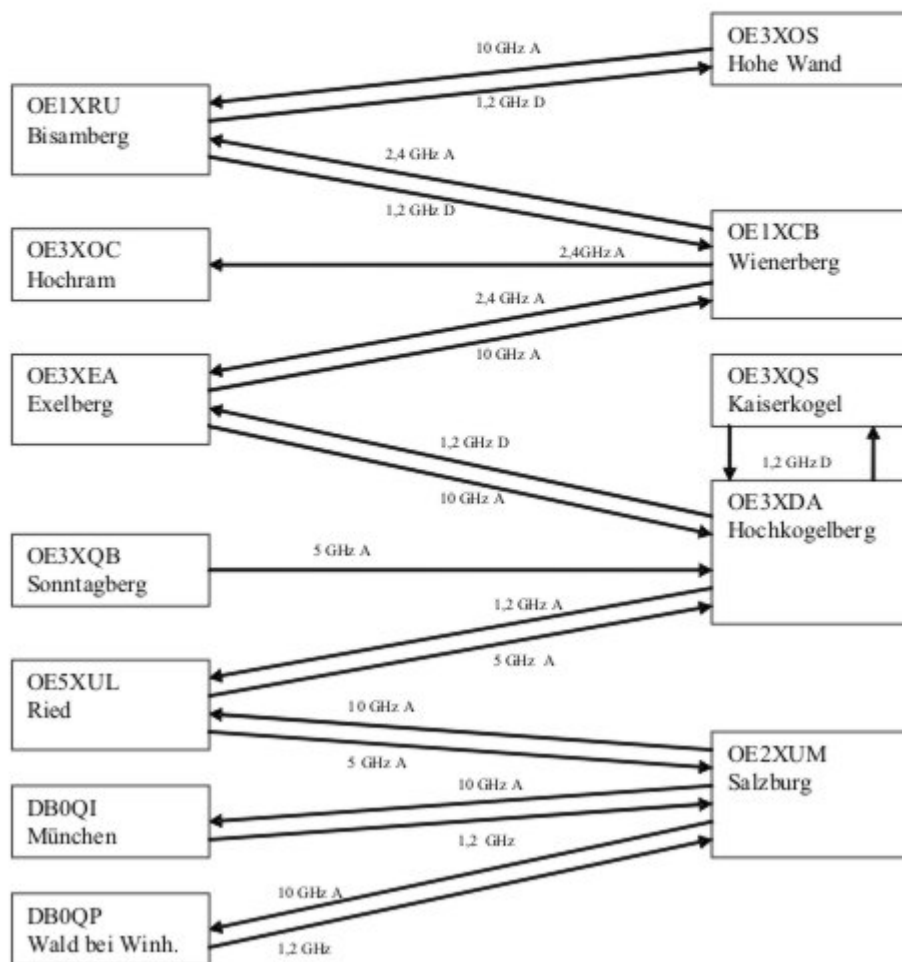 OE3XOS
Hohe Wand
10 GHz A
1,2 GHz D
OE1XRU
Bisamberg
2,4 GHz A
1,2 GHz D
OE1XCB
Wienerberg
OE3XOC
Hochram
2,4GHz A
2,4 GHz A
10 GHz A
OE3XEA
Exelberg
OE3XQS
Kaiserkogel
1,2 GHz D
1,2 GHz D
10 GHz A
OE3XDA
Hochkogelberg
OE3XQB
Sonntagberg
5 GHz A
1,2 GHz A
5 GHz A
OE5XUL
Ried
10 GHz A
5 GHz A
OE2XUM
Salzburg
DB0QI
München
10 GHz A
1,2 GHz
10 GHz A
DB0QP
Wald bei Winh.
1,2 GHz